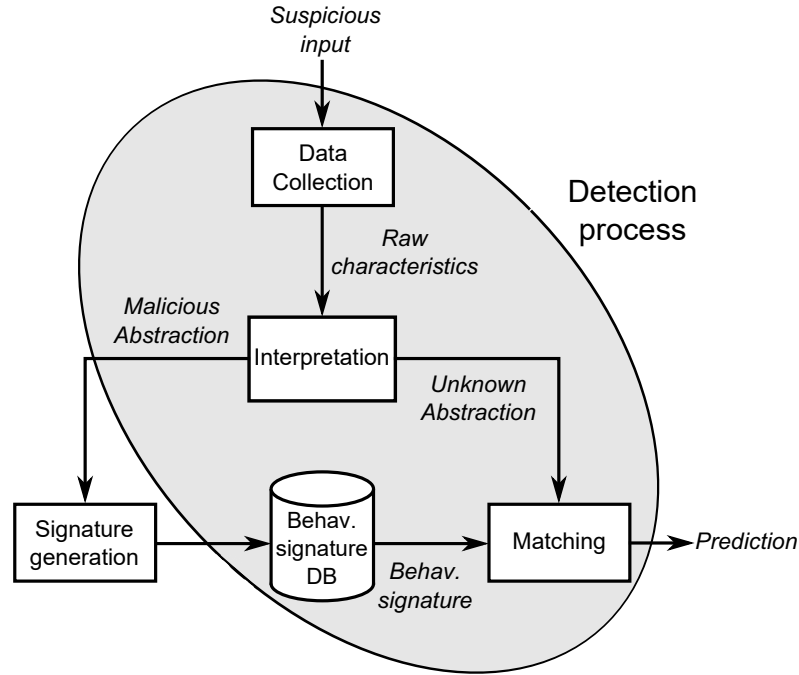 Suspicious
input
Data
Collection
Detection
process
Raw
characteristics
Malicious
Abstraction
Interpretation
Unknown
Abstraction
Signature
generation
Behav.
signature
DB
Behav.
signature
Matching
Prediction